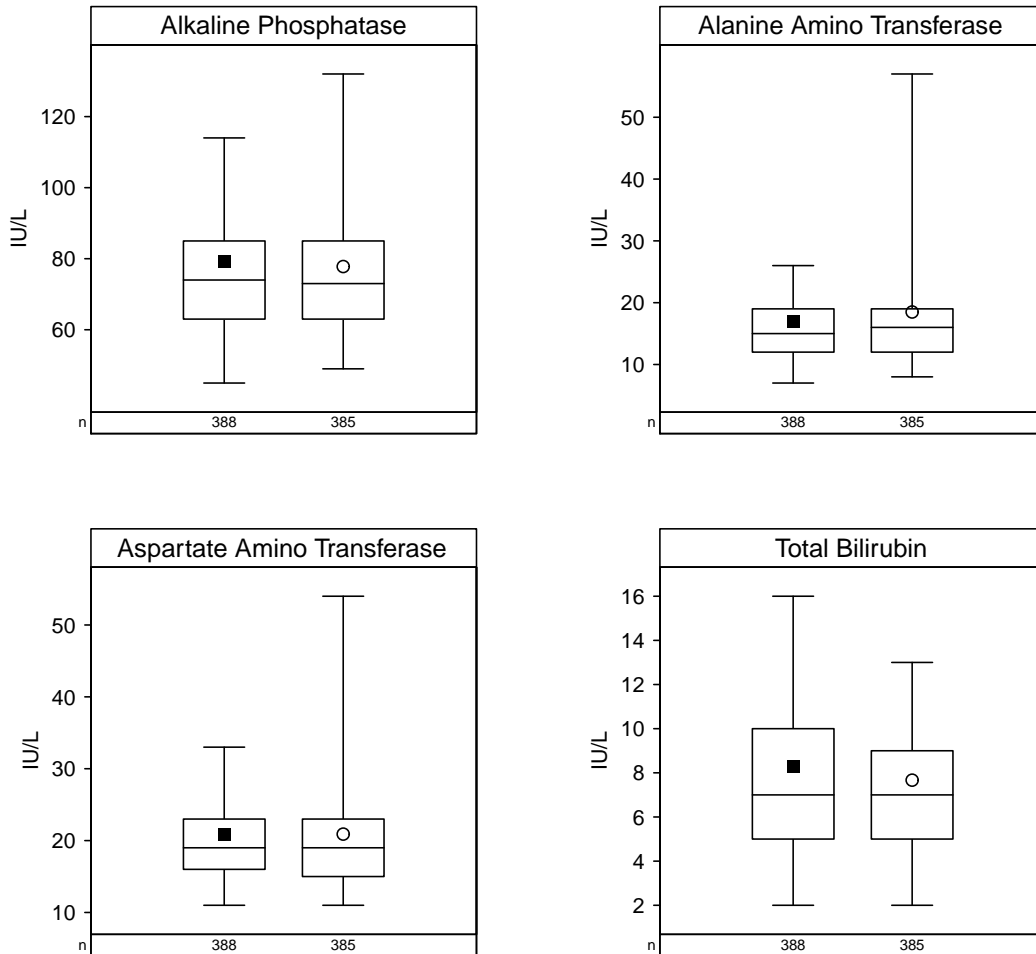 Alkaline Phosphatase
IU/L
120
100
80
60
n 388 385
Alanine Amino Transferase
IU/L
50
40
30
20
10
n 388 385
Aspartate Amino Transferase
IU/L
50
40
30
20
10
n 388 385
Total Bilirubin
IU/L
16
14
12
10
8
6
4
2
n 388 385